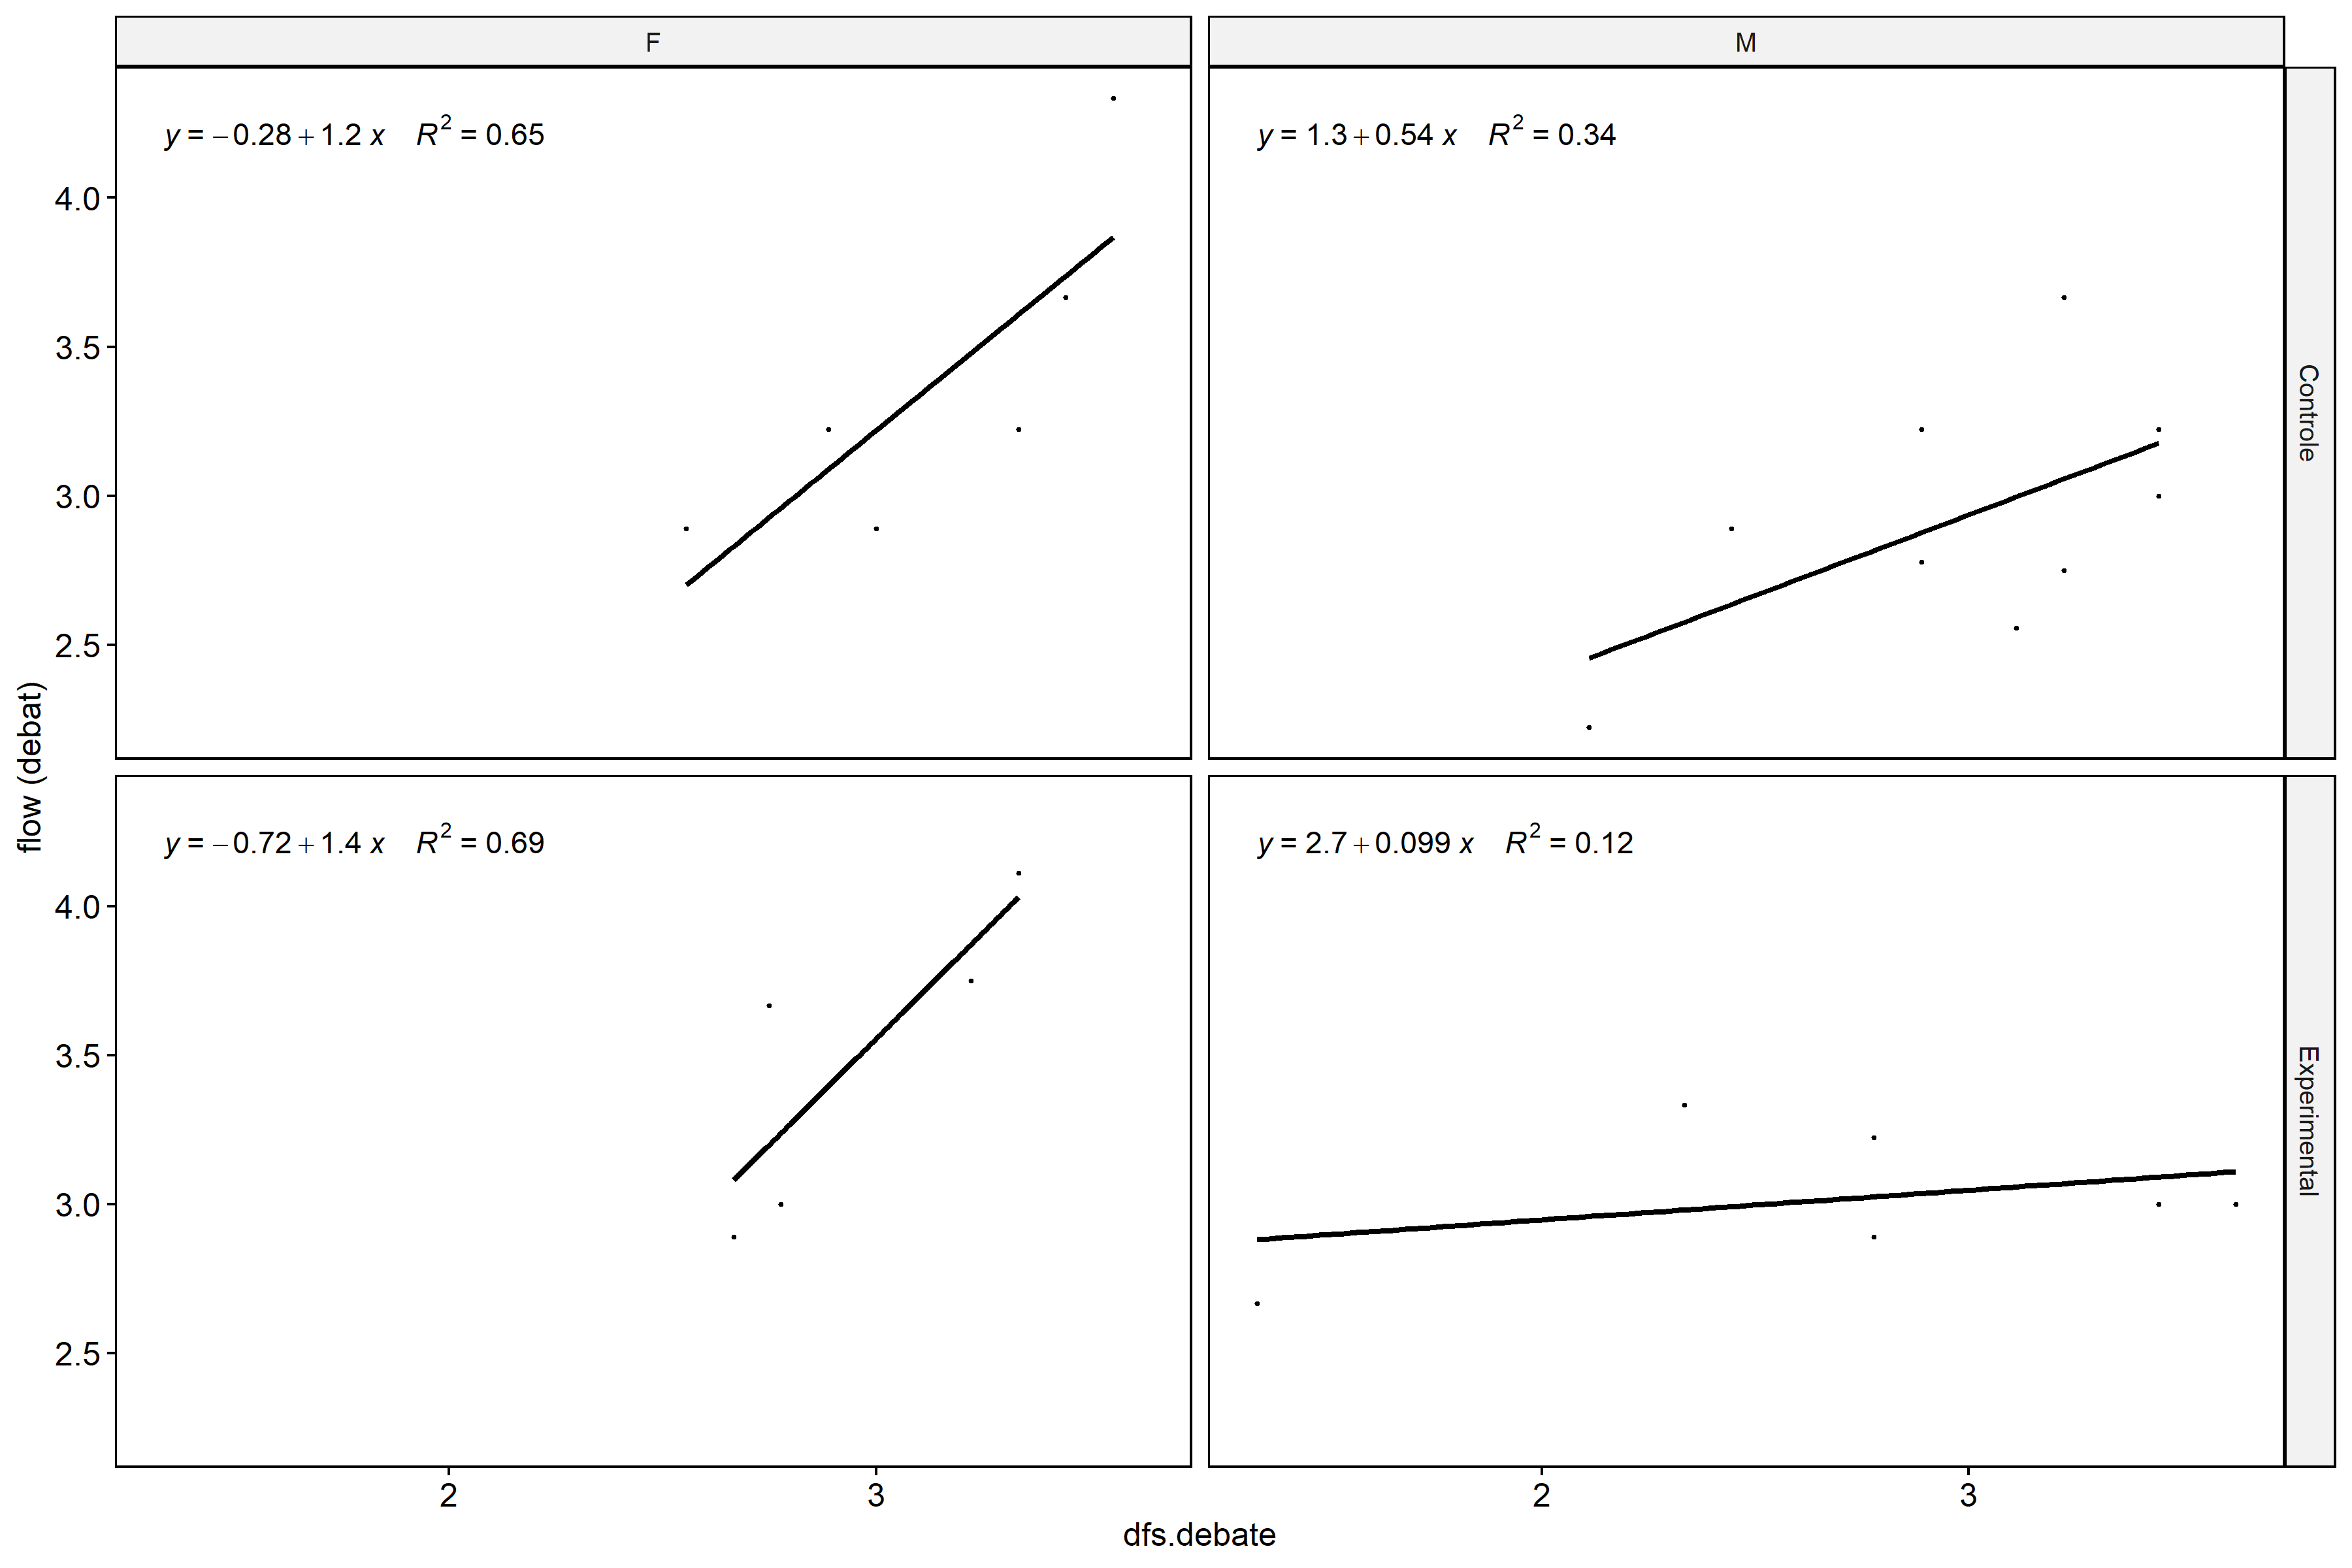 F
M
y = −0.28 + 1.2 x R² = 0.65
y = 1.3 + 0.54 x R² = 0.34
4.0
3.5
3.0
2.5
Controle
flow (debat)
y = −0.72 + 1.4 x R² = 0.69
y = 2.7 + 0.099 x R² = 0.12
4.0
3.5
3.0
2.5
Experimental
2
3
2
3
dfs.debate